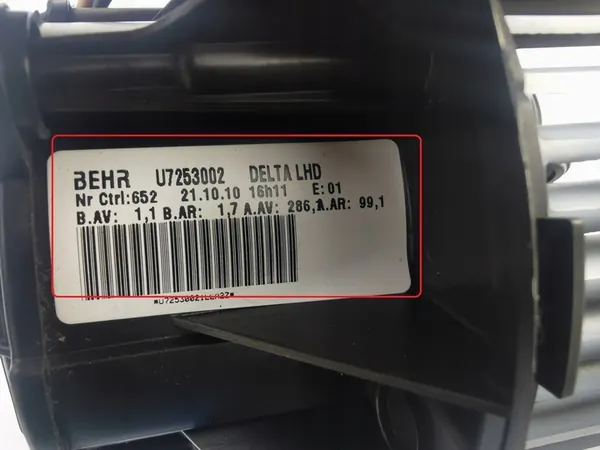 BEHR U7253002 DELTA LHD
Nr Ctrl:652 21.10.10 16h11 E:01
B.AV: 1,1 B.AR: 1,7 A.AV: 286, A.AR: 99,1